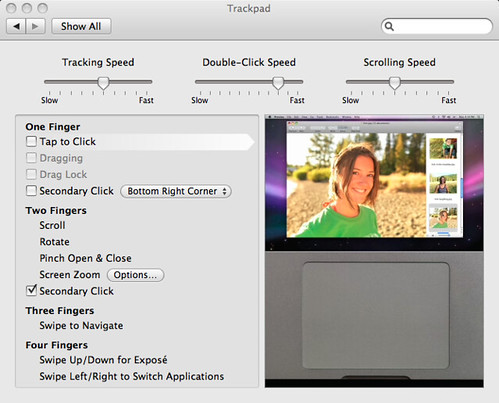 Trackpad
Show All
Tracking Speed Double-Click Speed Scrolling Speed
Slow Fast Slow Fast Slow Fast
One Finger
Tap to Click
Dragging
Drag Lock
Secondary Click Bottom Right Corner
Two Fingers
Scroll
Rotate
Pinch Open & Close
Screen Zoom Options...
Secondary Click
Three Fingers
Swipe to Navigate
Four Fingers
Swipe Up/Down for Exposé
Swipe Left/Right to Switch Applications